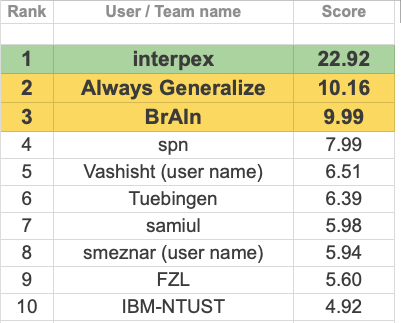 Rank User / Team name Score
1 interpex 22.92
2 Always Generalize 10.16
3 BrAIn 9.99
4 spn 7.99
5 Vashisht (user name) 6.51
6 Tuebingen 6.39
7 samiul 5.98
8 smeznar (user name) 5.94
9 FZL 5.60
10 IBM-NTUST 4.92